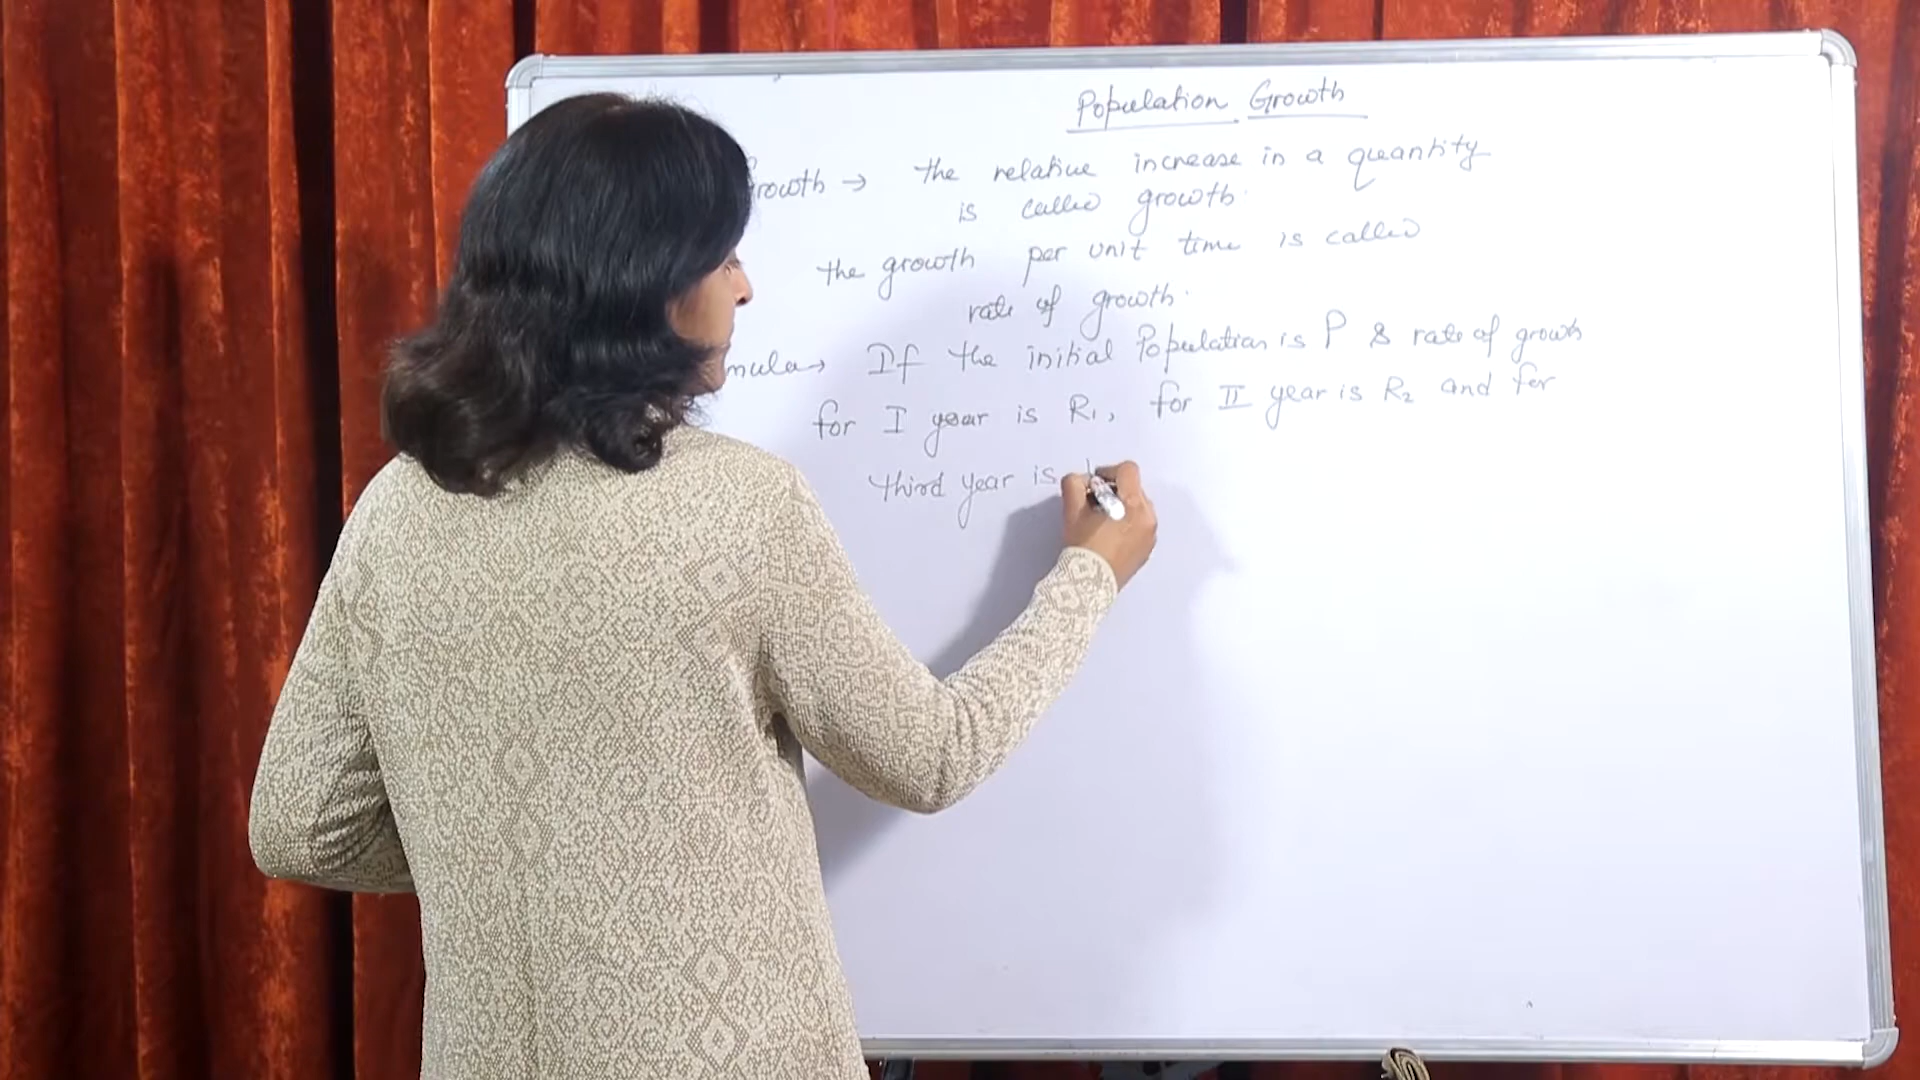 Population Growth
rowth → the relative increase in a quantity
is called growth.
the growth per unit time is called
rate of growth.
mula → If the initial Population is P & rate of growth
for I year is R₁, for II year is R₂ and for
third year is